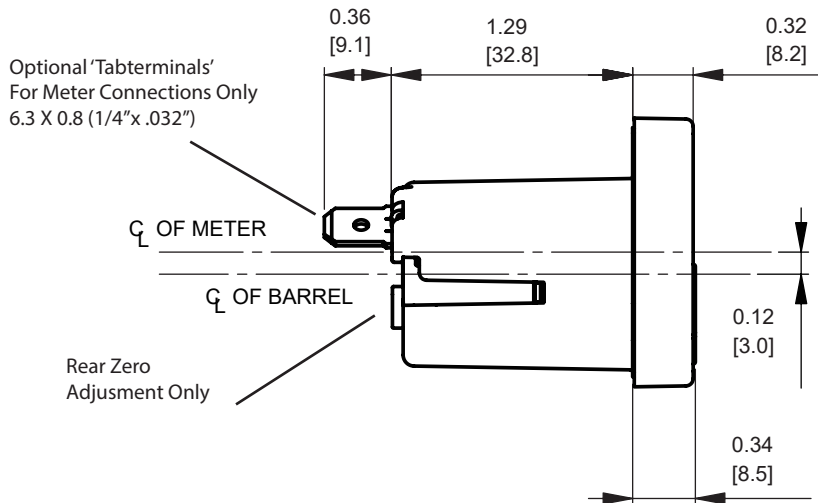 0.36
[9.1]
1.29
[32.8]
0.32
[8.2]
Optional 'Tabterminals'
For Meter Connections Only
6.3 X 0.8 (1/4"x .032")
℄ OF METER
℄ OF BARREL
0.12
[3.0]
Rear Zero
Adjusment Only
0.34
[8.5]